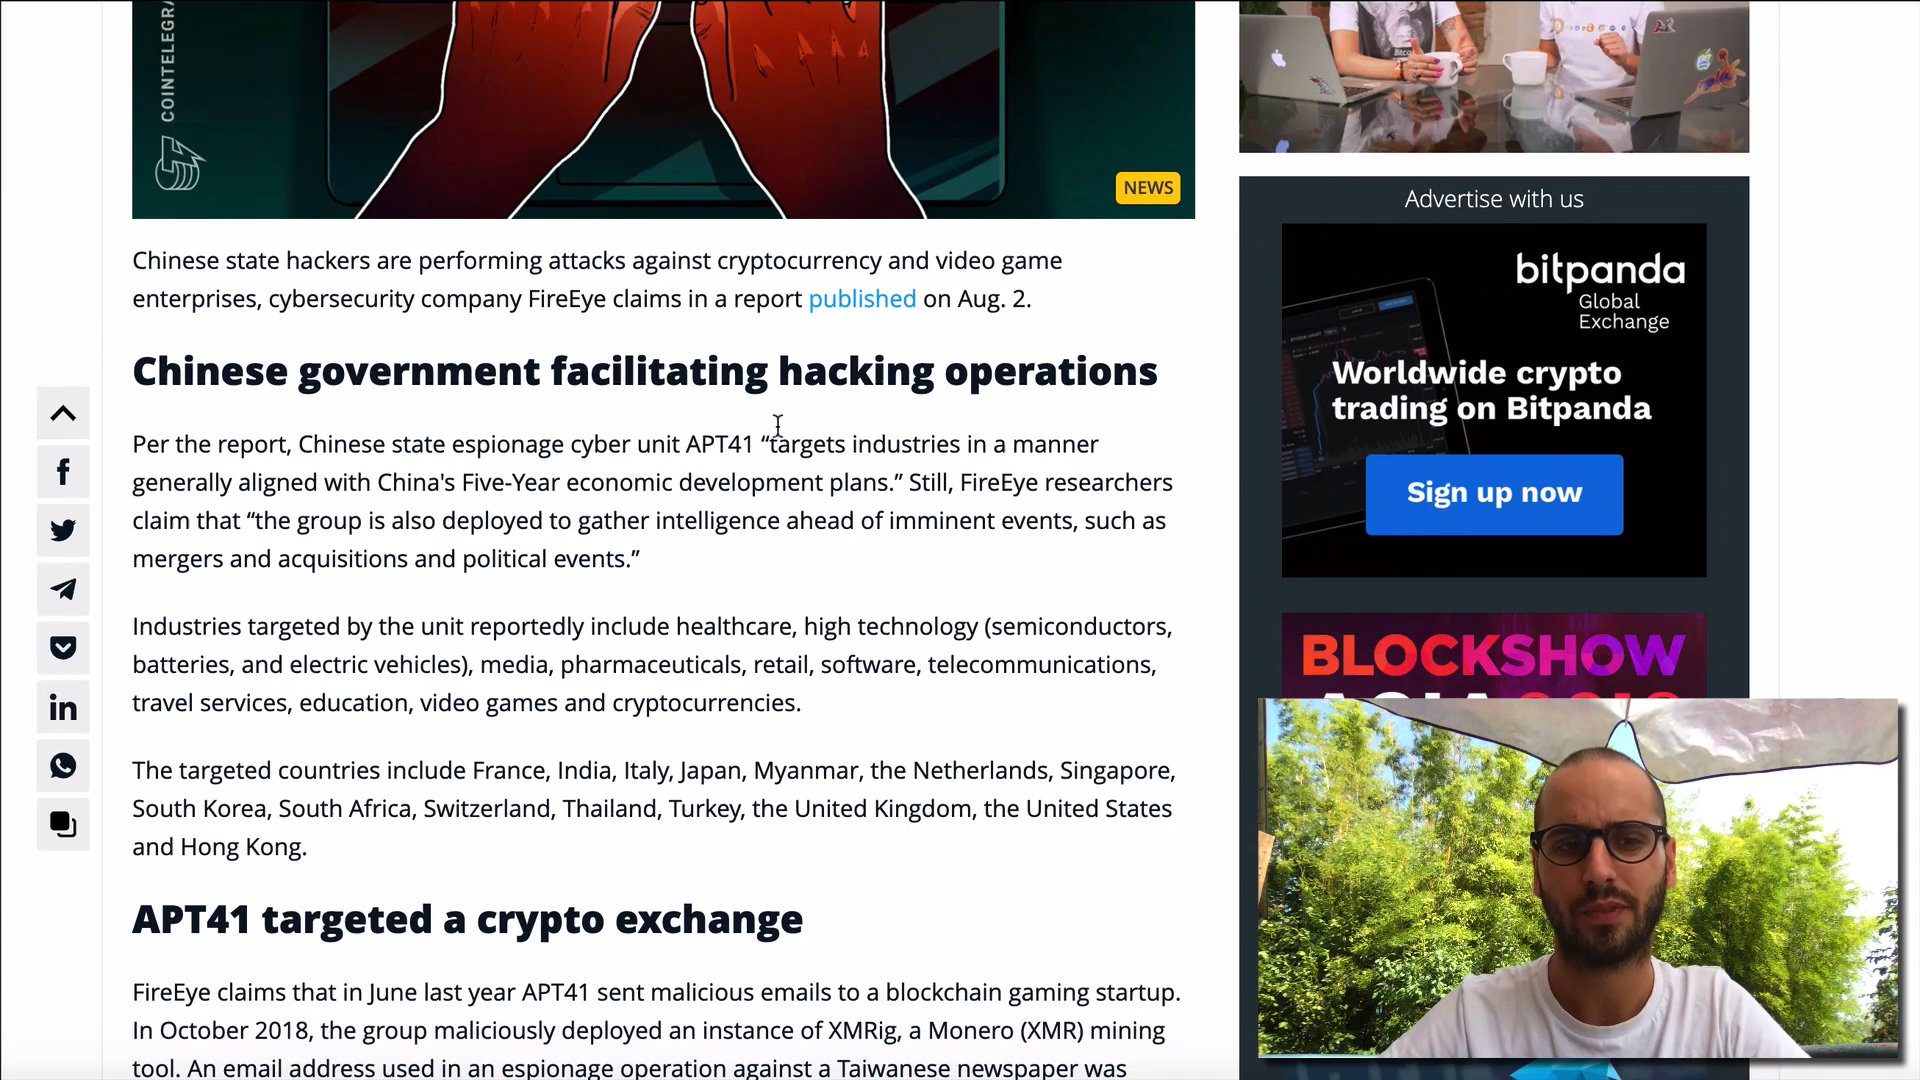 COINTELEGRA
NEWS
Chinese state hackers are performing attacks against cryptocurrency and video game
enterprises, cybersecurity company FireEye claims in a report published on Aug. 2.
Chinese government facilitating hacking operations
Per the report, Chinese state espionage cyber unit APT41 “targets industries in a manner
generally aligned with China's Five-Year economic development plans.” Still, FireEye researchers
claim that “the group is also deployed to gather intelligence ahead of imminent events, such as
mergers and acquisitions and political events.”
Industries targeted by the unit reportedly include healthcare, high technology (semiconductors,
batteries, and electric vehicles), media, pharmaceuticals, retail, software, telecommunications,
travel services, education, video games and cryptocurrencies.
The targeted countries include France, India, Italy, Japan, Myanmar, the Netherlands, Singapore,
South Korea, South Africa, Switzerland, Thailand, Turkey, the United Kingdom, the United States
and Hong Kong.
APT41 targeted a crypto exchange
FireEye claims that in June last year APT41 sent malicious emails to a blockchain gaming startup.
In October 2018, the group maliciously deployed an instance of XMRig, a Monero (XMR) mining
tool. An email address used in an espionage operation against a Taiwanese newspaper was
Advertise with us
bitpanda
Global
Exchange
Worldwide crypto
trading on Bitpanda
Sign up now
BLOCKSHOW